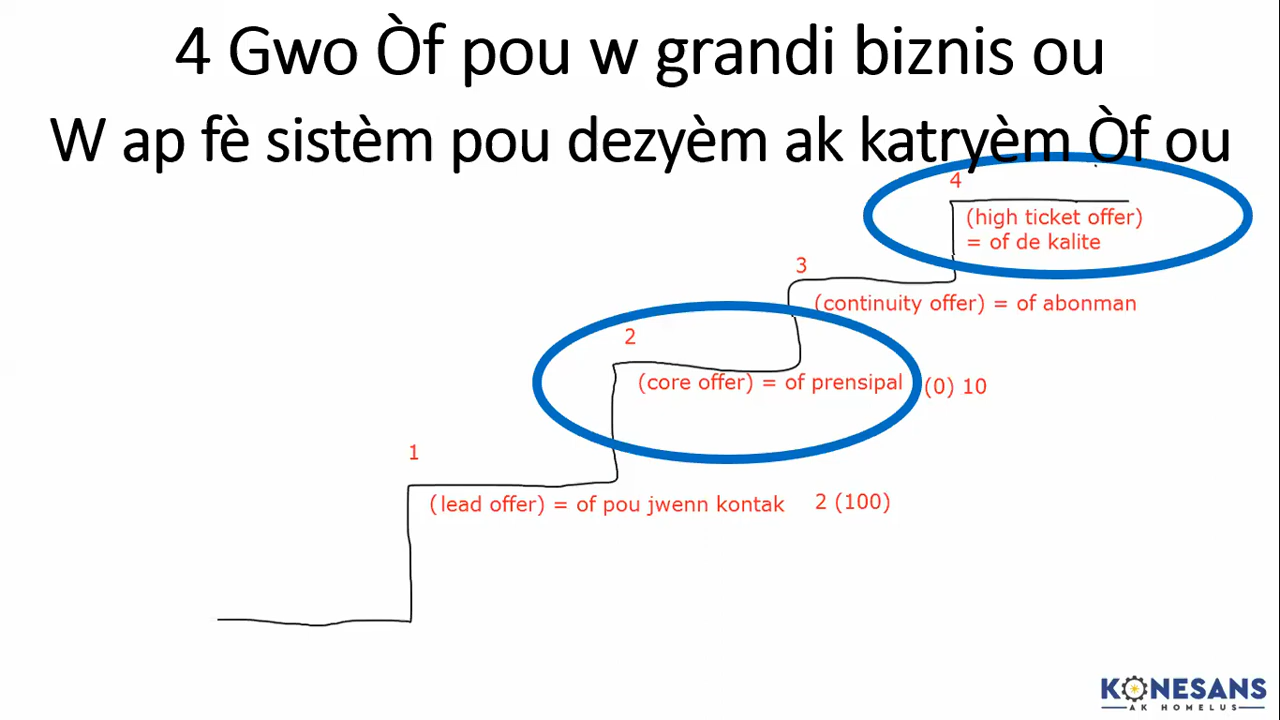 4 Gwo Òf pou w grandi biznis ou
W ap fè sistèm pou dezyèm ak katryèm Òf ou
4
(high ticket offer)
= of de kalite
3
(continuity offer) = of abonman
2
(core offer) = of prensipal (0) 10
1
(lead offer) = of pou jwenn kontak 2 (100)
KONESANS
AK HOMELUS